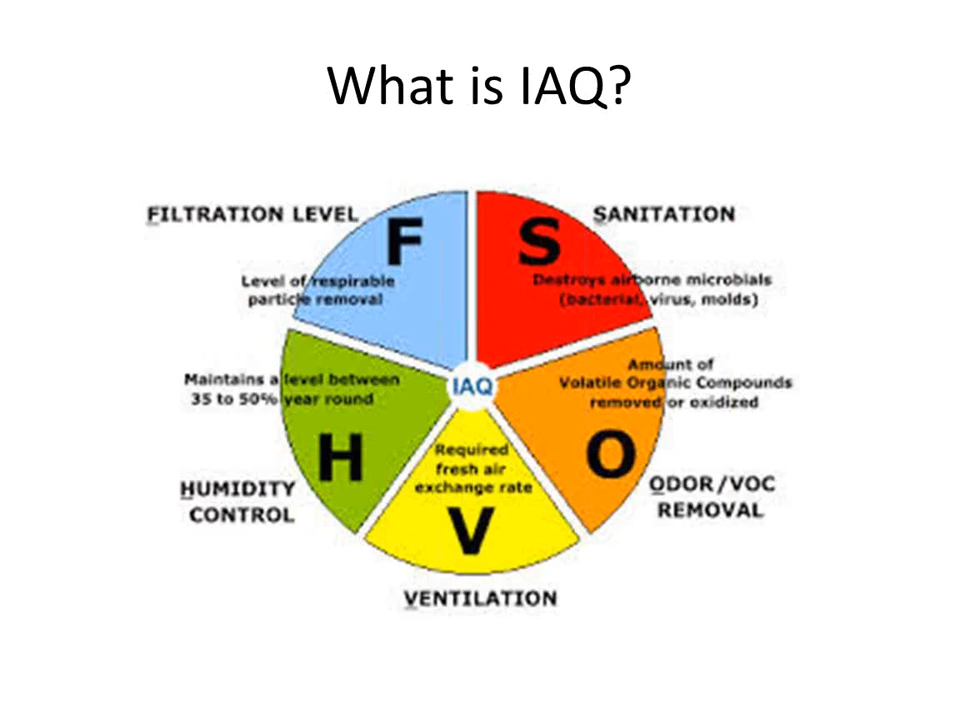 What is IAQ?
FILTRATION LEVEL
F
Level of respirable
particle removal
SANITATION
S
Destroys airborne microbials
(bacterial, virus, molds)
Maintains a level between
35 to 50% year round
H
HUMIDITY
CONTROL
IAQ
Amount of
Volatile Organic Compounds
removed or oxidized
O
ODOR/VOC
REMOVAL
Required
fresh air
exchange rate
V
VENTILATION